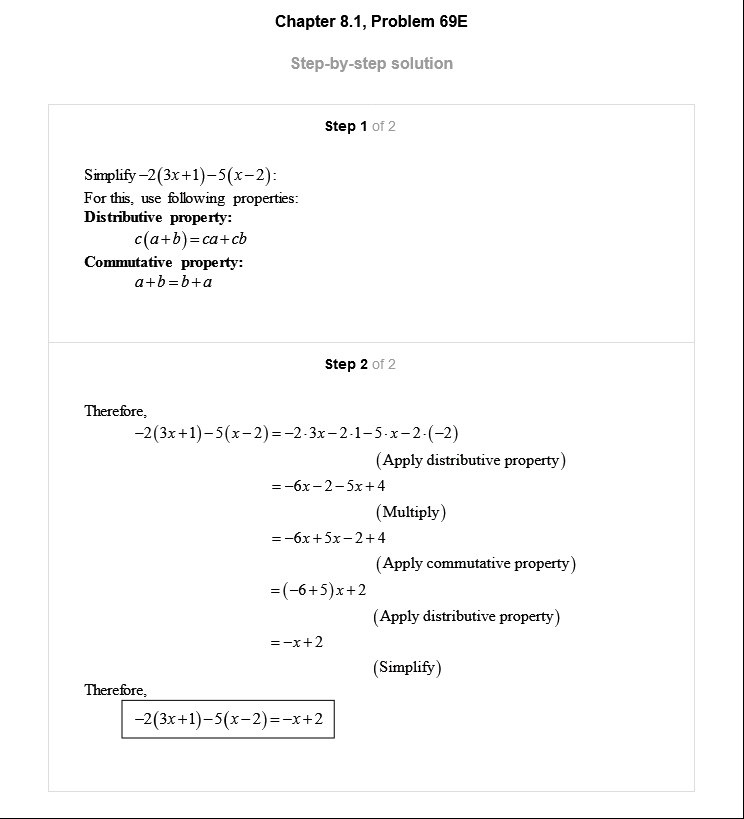 Chapter 8.1, Problem 69E
Step-by-step solution
Step 1 of 2
Simplify −2(3x+1)−5(x−2):
For this, use following properties:
Distributive property:
c(a+b)=ca+cb
Commutative property:
a+b=b+a
Step 2 of 2
Therefore,
−2(3x+1)−5(x−2)=−2·3x−2·1−5·x−2·(−2)
(Apply distributive property)
=−6x−2−5x+4
(Multiply)
=−6x+5x−2+4
(Apply commutative property)
=(−6+5)x+2
(Apply distributive property)
=−x+2
(Simplify)
Therefore,
−2(3x+1)−5(x−2)=−x+2